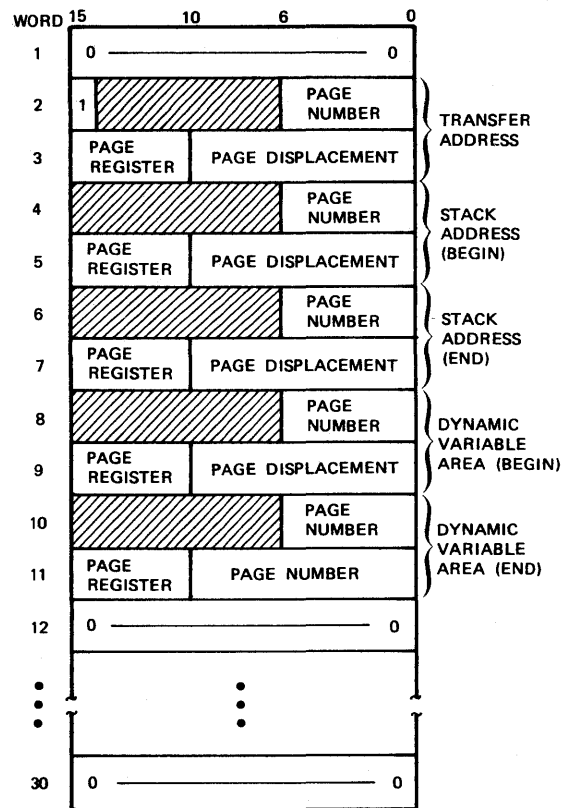 WORD 15 10 6 0
1 0 0
2 1 PAGE NUMBER
TRANSFER ADDRESS
3 PAGE REGISTER PAGE DISPLACEMENT
4 PAGE NUMBER
STACK ADDRESS (BEGIN)
5 PAGE REGISTER PAGE DISPLACEMENT
6 PAGE NUMBER
STACK ADDRESS (END)
7 PAGE REGISTER PAGE DISPLACEMENT
8 PAGE NUMBER
DYNAMIC VARIABLE AREA (BEGIN)
9 PAGE REGISTER PAGE DISPLACEMENT
10 PAGE NUMBER
DYNAMIC VARIABLE AREA (END)
11 PAGE REGISTER PAGE NUMBER
12 0 0
30 0 0